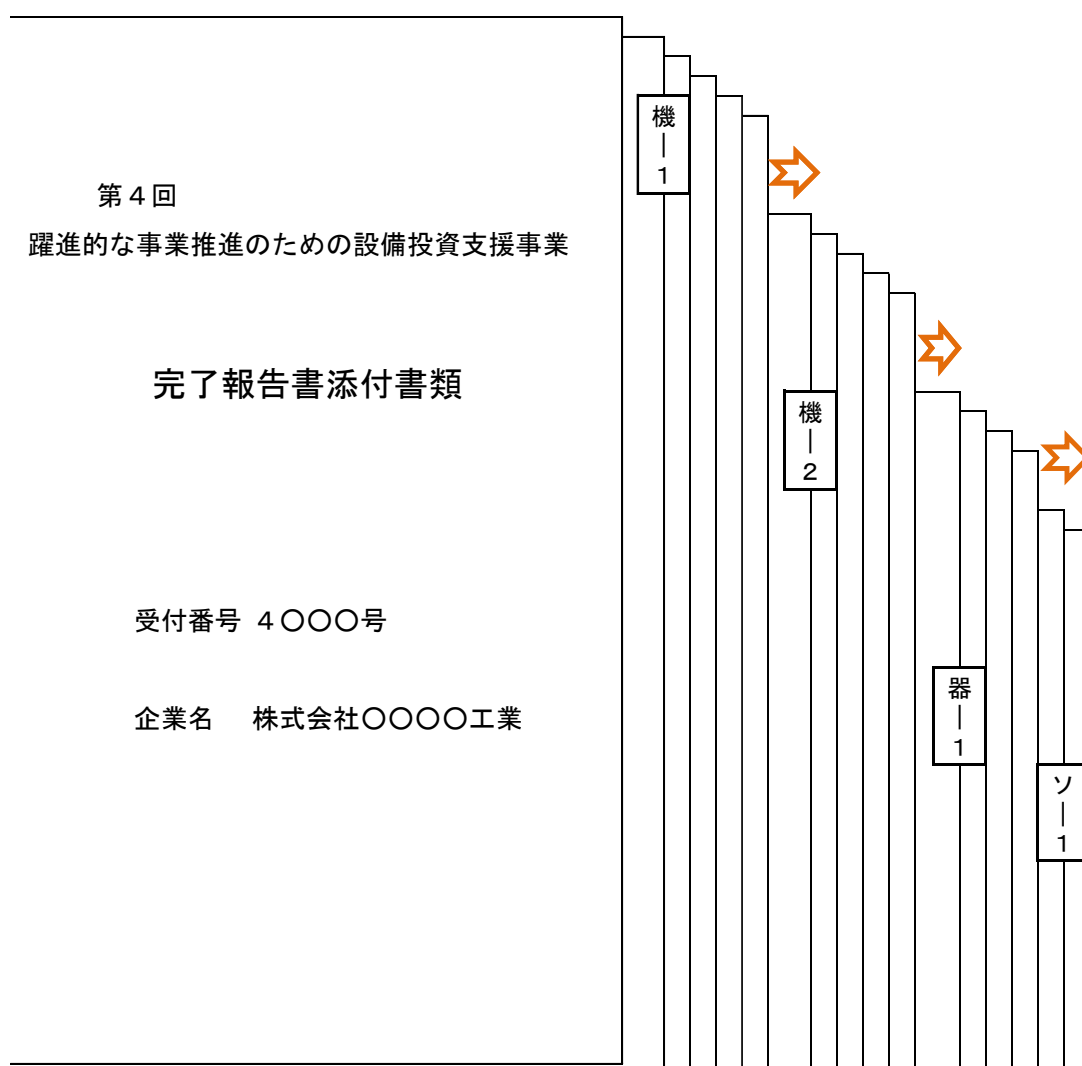 第４回
躍進的な事業推進のための設備投資支援事業
完了報告書添付書類
受付番号 ４〇〇〇号
企業名 株式会社〇〇〇〇工業
機―１
機―２
器―１
ソ―１